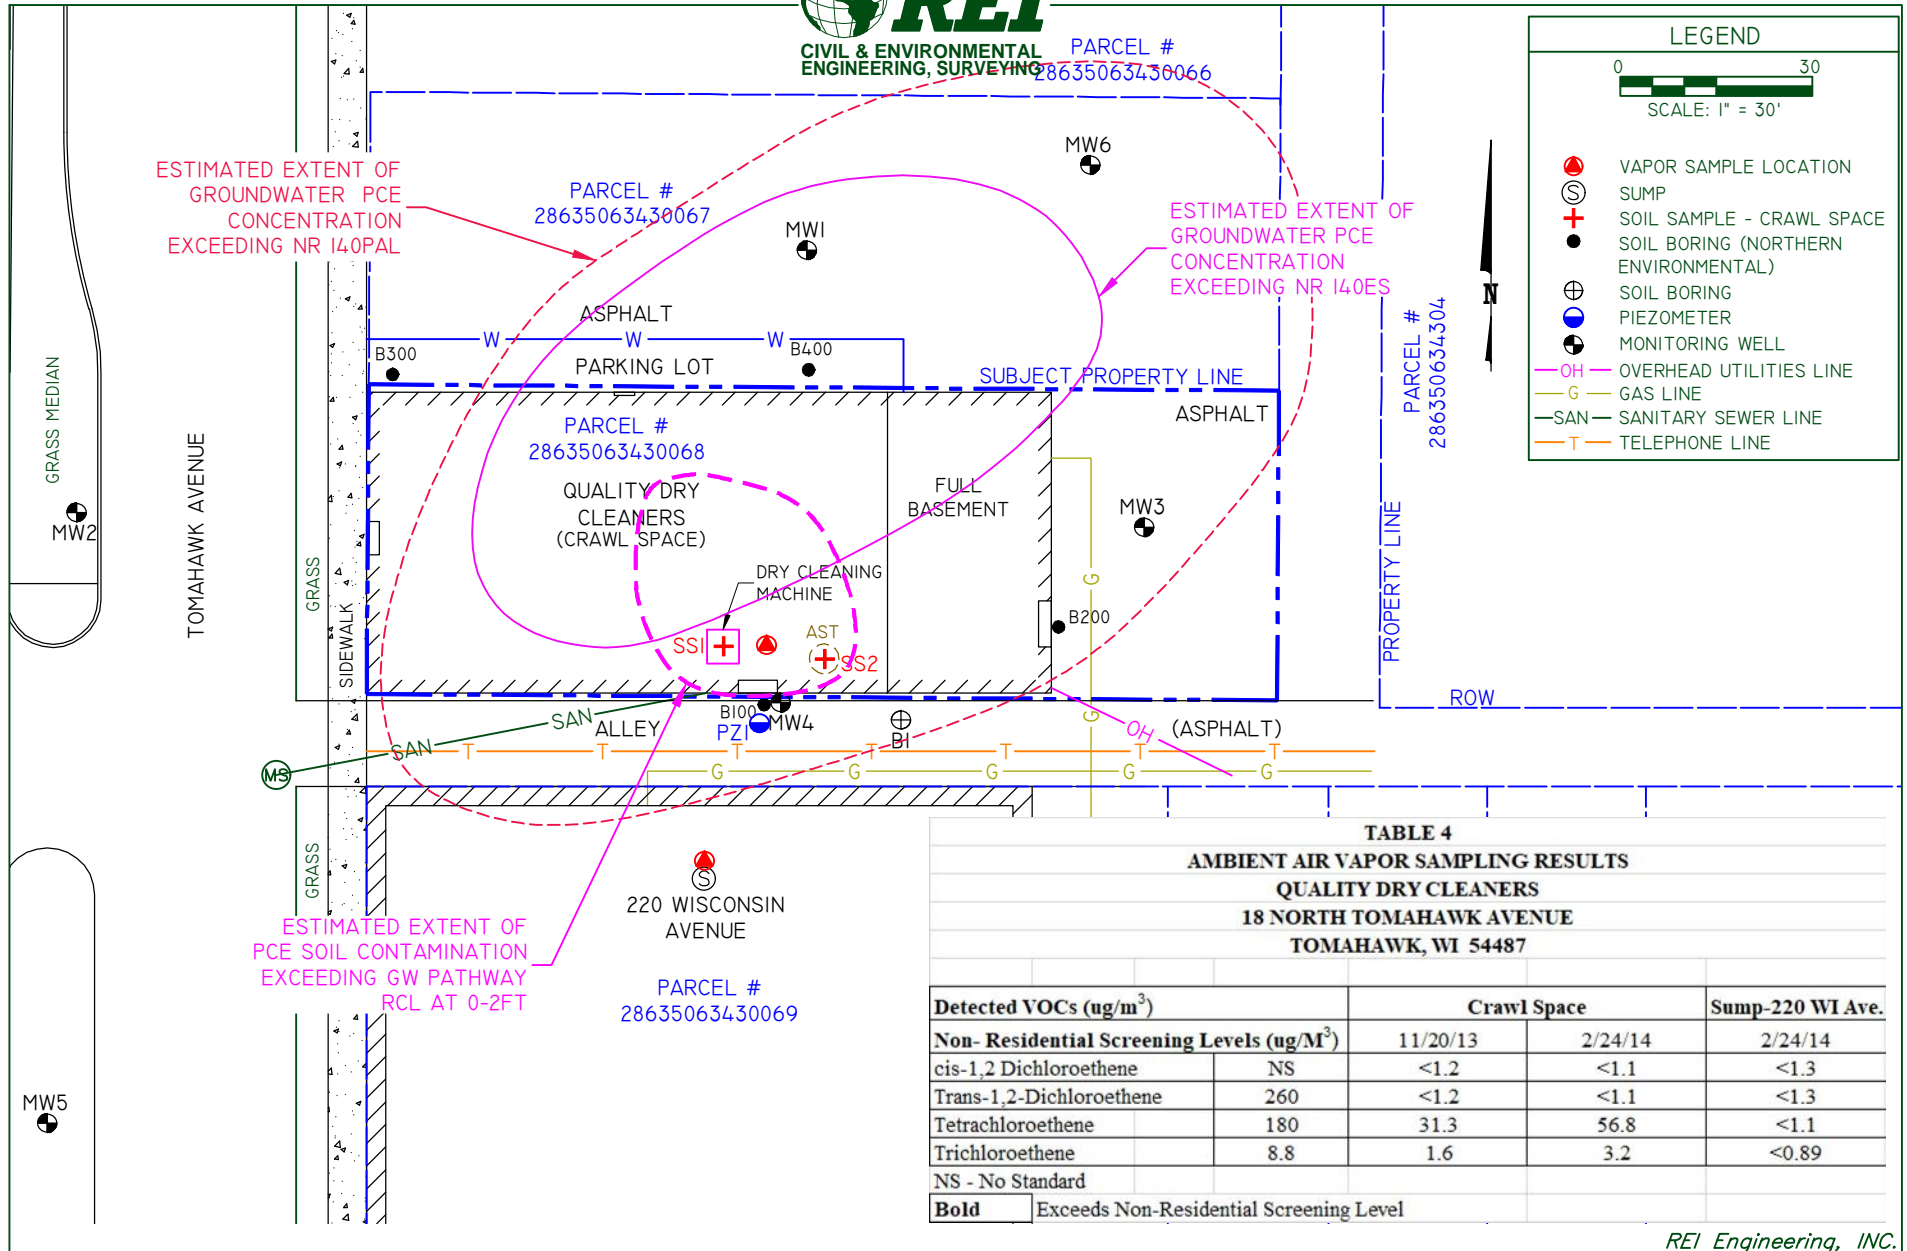 REI
CIVIL & ENVIRONMENTAL
ENGINEERING, SURVEYING
PARCEL #
28635063430066
LEGEND
0 30
SCALE: 1" = 30'
VAPOR SAMPLE LOCATION
S SUMP
SOIL SAMPLE - CRAWL SPACE
SOIL BORING (NORTHERN
ENVIRONMENTAL)
SOIL BORING
PIEZOMETER
MONITORING WELL
OH OVERHEAD UTILITIES LINE
G GAS LINE
SAN SANITARY SEWER LINE
T TELEPHONE LINE
N
ESTIMATED EXTENT OF
GROUNDWATER PCE
CONCENTRATION
EXCEEDING NR 140PAL
PARCEL #
28635063430067
MW1
MW6
ESTIMATED EXTENT OF
GROUNDWATER PCE
CONCENTRATION
EXCEEDING NR 140ES
ASPHALT
W W W
B300
B400
PARKING LOT
SUBJECT PROPERTY LINE
ASPHALT
PARCEL #
28635063434304
GRASS MEDIAN
TOMAHAWK AVENUE
GRASS
SIDEWALK
MW2
PARCEL #
28635063430068
QUALITY DRY
CLEANERS
(CRAWL SPACE)
FULL
BASEMENT
MW3
DRY CLEANING
MACHINE
G
B200
PROPERTY LINE
AST
SS1
SS2
ROW
SAN
SAN
ALLEY
B100
MW4
PZ1
B1
G
OH
(ASPHALT)
T T T T T T T
G G G G G
MS
GRASS
S
220 WISCONSIN
AVENUE
ESTIMATED EXTENT OF
PCE SOIL CONTAMINATION
EXCEEDING GW PATHWAY
RCL AT 0-2FT
PARCEL #
28635063430069
MW5
TABLE 4
AMBIENT AIR VAPOR SAMPLING RESULTS
QUALITY DRY CLEANERS
18 NORTH TOMAHAWK AVENUE
TOMAHAWK, WI 54487
Detected VOCs (ug/m³) Crawl Space Sump-220 WI Ave.
Non- Residential Screening Levels (ug/M³) 11/20/13 2/24/14 2/24/14
cis-1,2 Dichloroethene NS <1.2 <1.1 <1.3
Trans-1,2-Dichloroethene 260 <1.2 <1.1 <1.3
Tetrachloroethene 180 31.3 56.8 <1.1
Trichloroethene 8.8 1.6 3.2 <0.89
NS - No Standard
Bold Exceeds Non-Residential Screening Level
REI Engineering, INC.